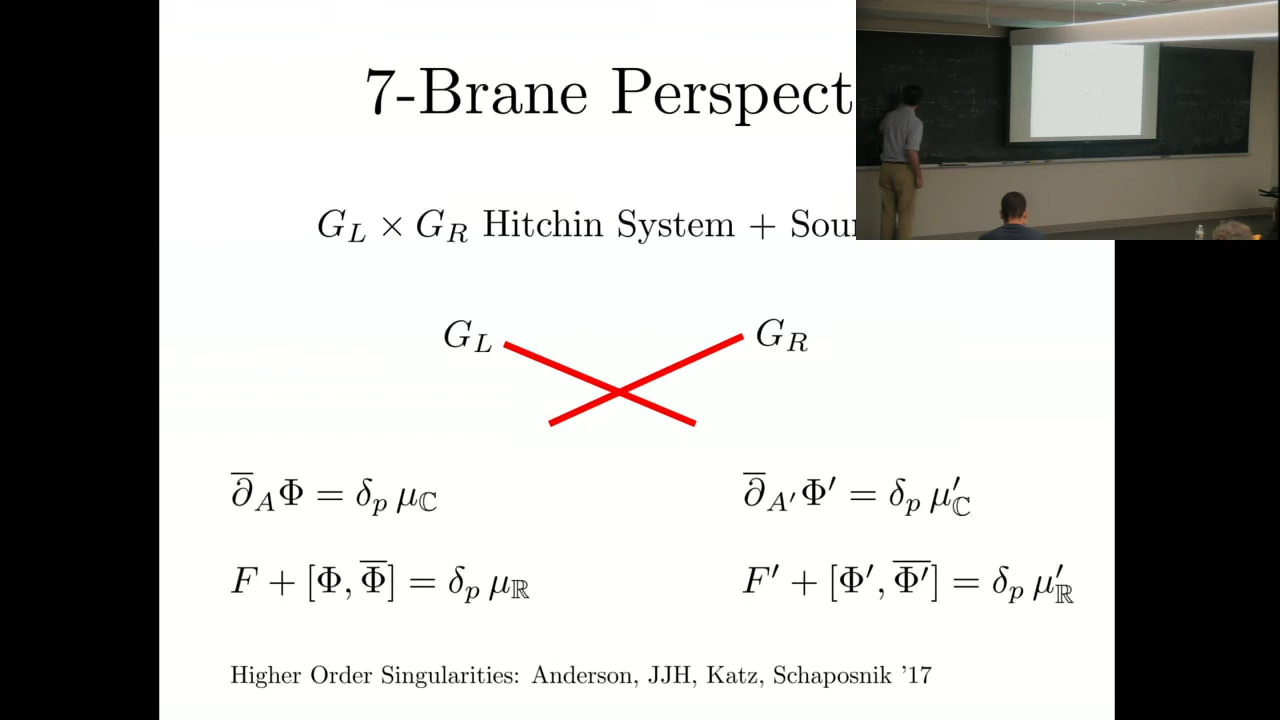 7-Brane Perspect
G_L × G_R Hitchin System + Sou
G_L G_R
∂̄_A Φ = δ_p μ_ℂ ∂̄_{A′} Φ′ = δ_p μ′_ℂ
F + [Φ, Φ̄] = δ_p μ_ℝ F′ + [Φ′, Φ̄′] = δ_p μ′_ℝ
Higher Order Singularities: Anderson, JJH, Katz, Schaposnik '17